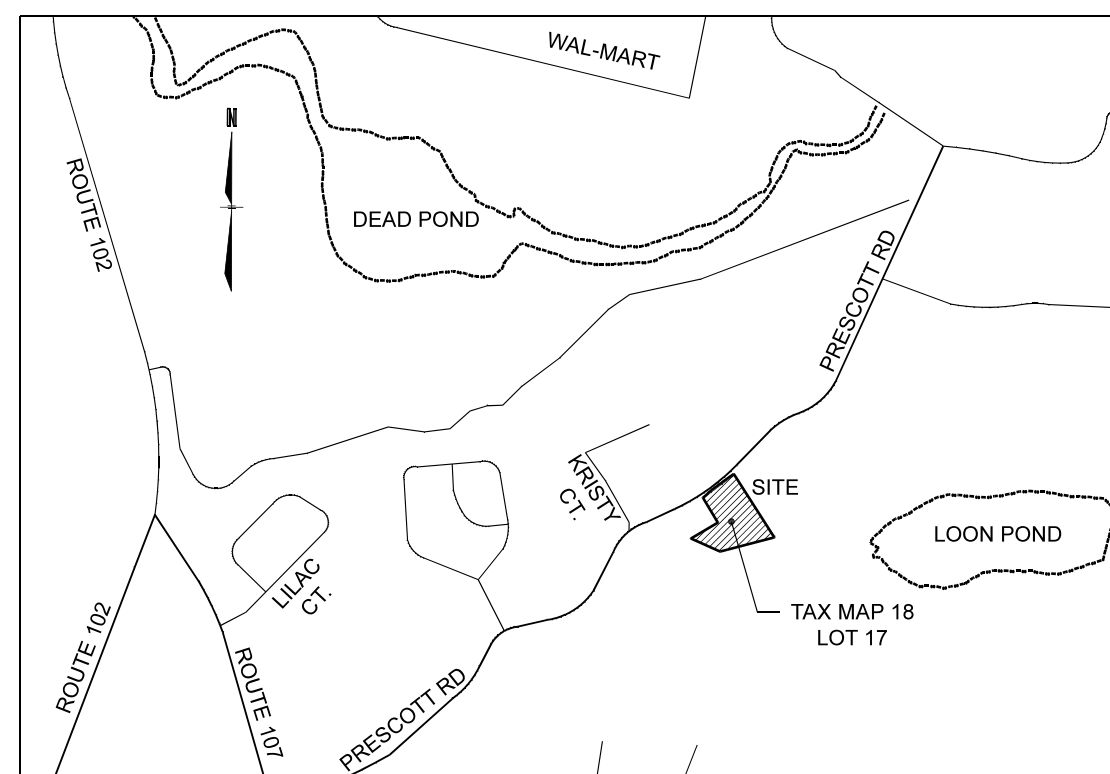 WAL-MART
N
ROUTE 102
DEAD POND
PRESCOTT RD
KRISTY
CT.
SITE
LOON POND
LILAC
CT.
TAX MAP 18
LOT 17
ROUTE 102
ROUTE 107
PRESCOTT RD